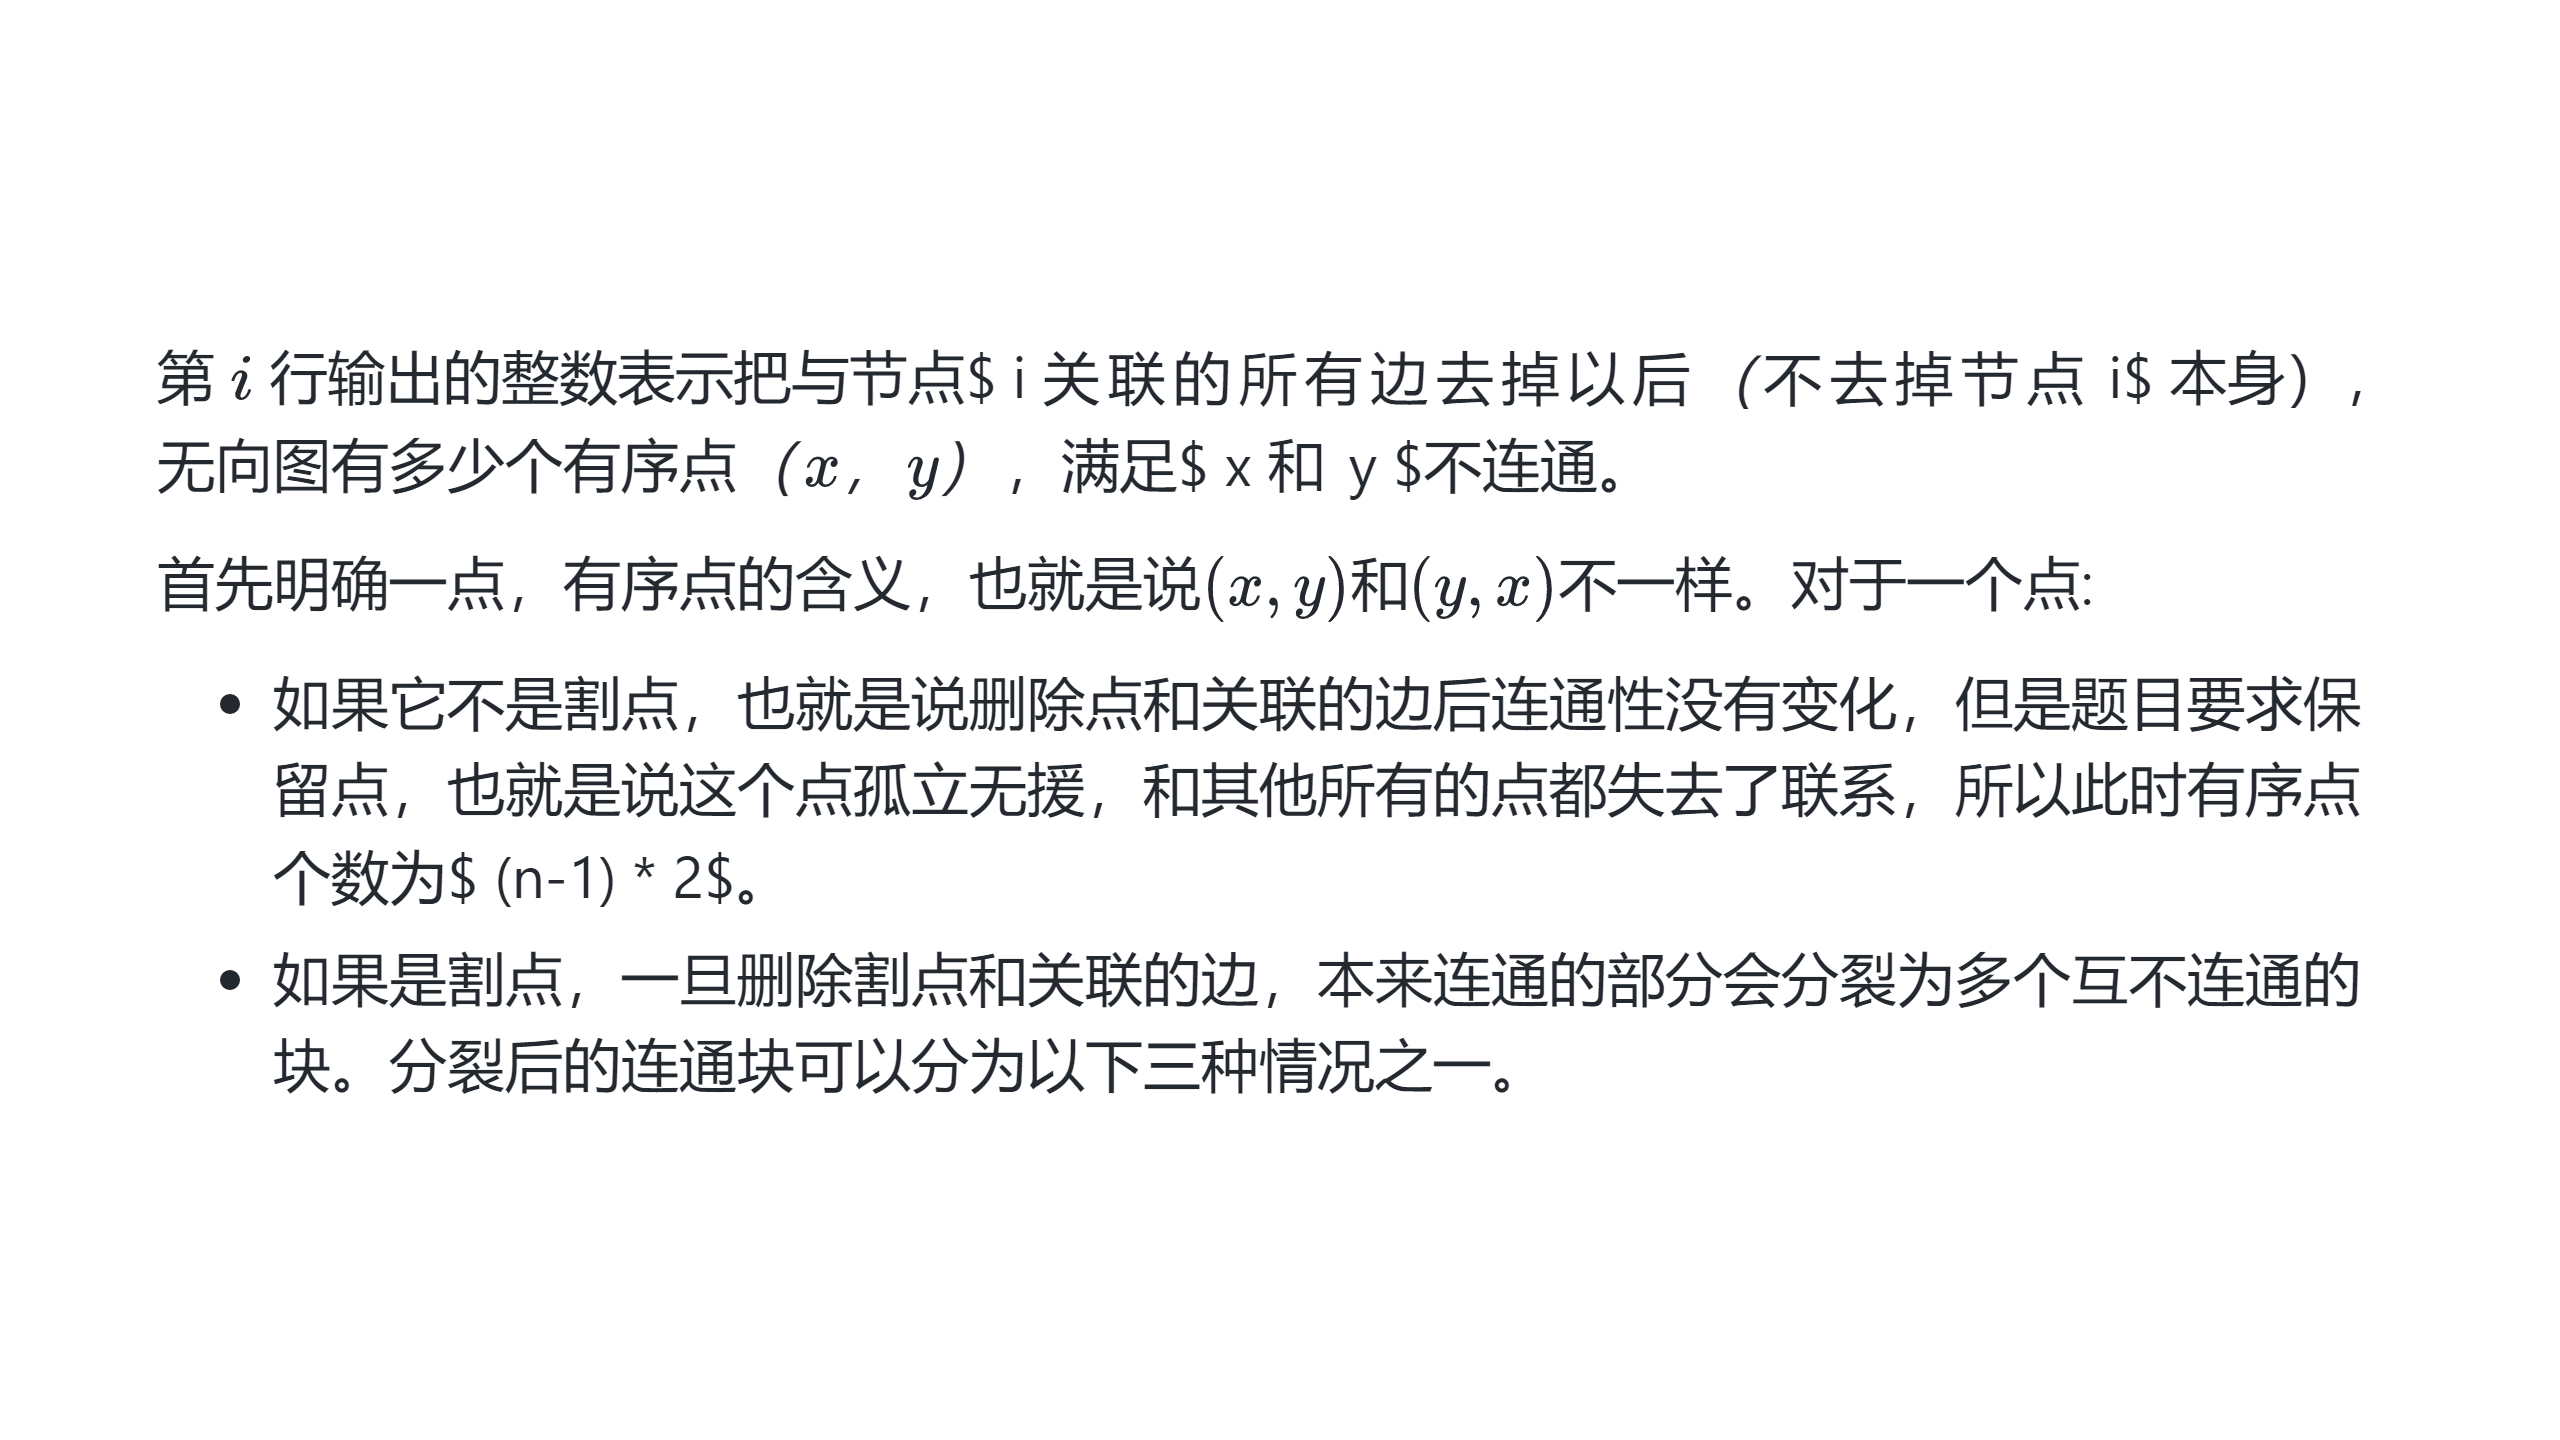 第 i 行输出的整数表示把与节点$ i 关联的所有边去掉以后（不去掉节点 i$ 本身），
无向图有多少个有序点（x，y），满足$ x 和 y $不连通。
首先明确一点，有序点的含义，也就是说(x, y)和(y, x)不一样。对于一个点:
• 如果它不是割点，也就是说删除点和关联的边后连通性没有变化，但是题目要求保
留点，也就是说这个点孤立无援，和其他所有的点都失去了联系，所以此时有序点
个数为$ (n-1) * 2$。
• 如果是割点，一旦删除割点和关联的边，本来连通的部分会分裂为多个互不连通的
块。分裂后的连通块可以分为以下三种情况之一。